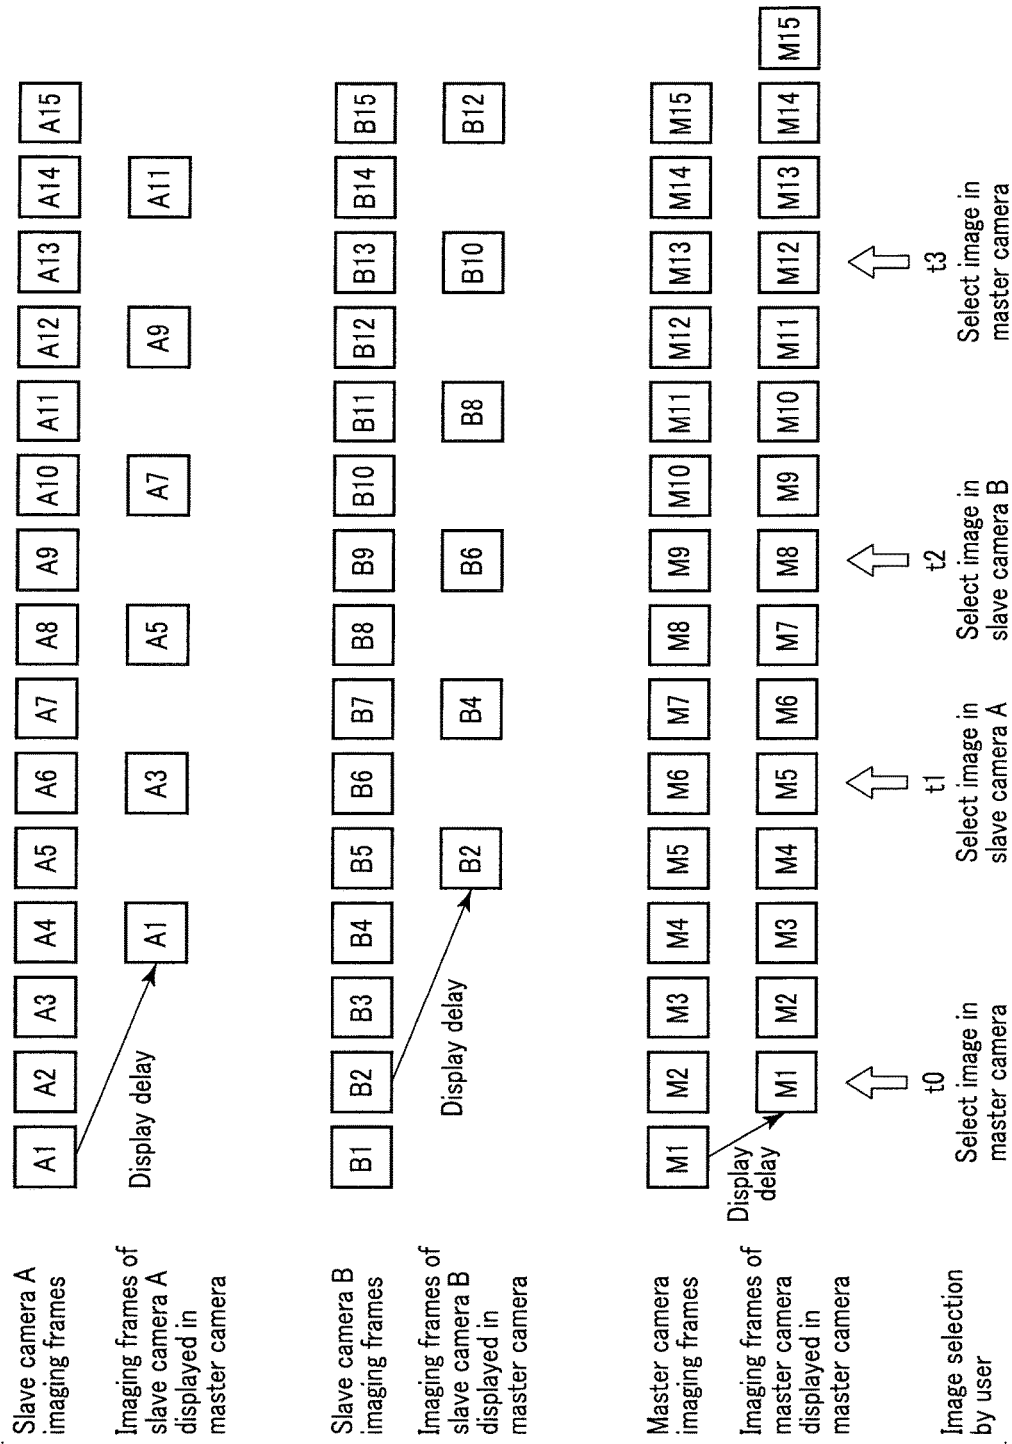 Slave camera A
imaging frames
A1 A2 A3 A4 A5 A6 A7 A8 A9 A10 A11 A12 A13 A14 A15
Display delay
Imaging frames of
slave camera A
displayed in
master camera
A1 A3 A5 A7 A9 A11
Slave camera B
imaging frames
B1 B2 B3 B4 B5 B6 B7 B8 B9 B10 B11 B12 B13 B14 B15
Display delay
Imaging frames of
slave camera B
displayed in
master camera
B2 B4 B6 B8 B10 B12
Master camera
imaging frames
M1 M2 M3 M4 M5 M6 M7 M8 M9 M10 M11 M12 M13 M14 M15
Display
delay
Imaging frames of
master camera
displayed in
master camera
M1 M2 M3 M4 M5 M6 M7 M8 M9 M10 M11 M12 M13 M14 M15
Image selection
by user
t0
Select image in
master camera
t1
Select image in
slave camera A
t2
Select image in
slave camera B
t3
Select image in
master camera